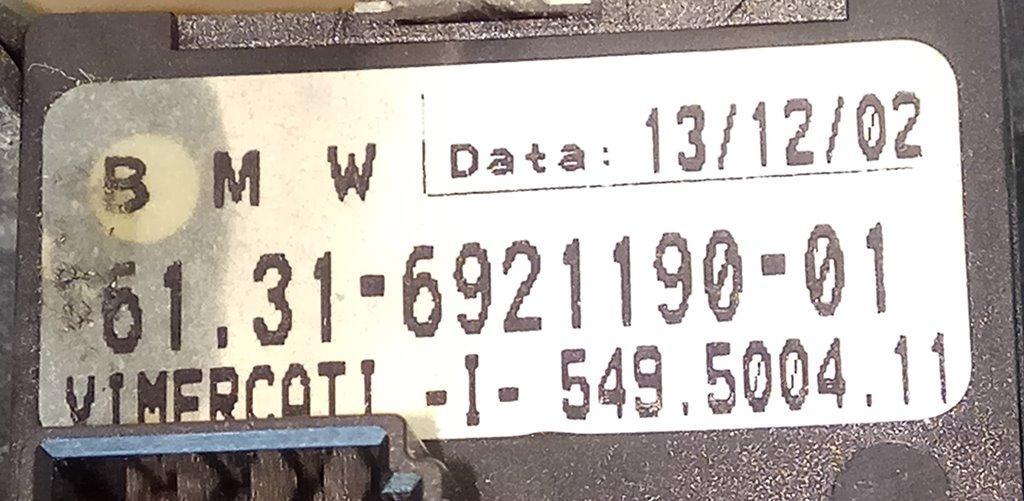 B M W Data: 13/12/02
61.31-6921190-01
VIMERCATI -I- 549.5004.11